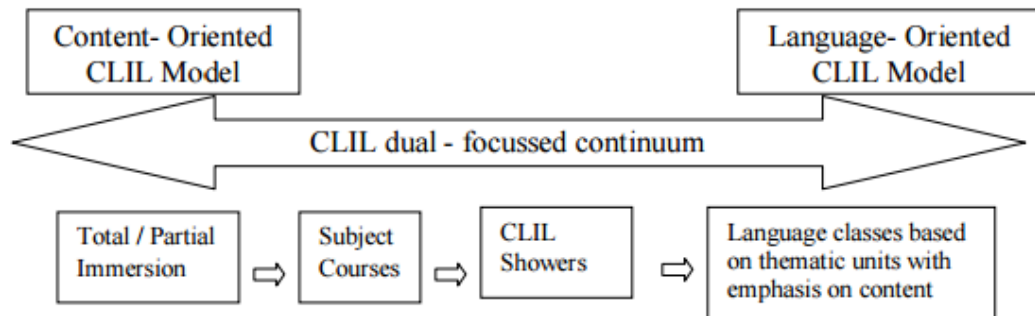 Content- Oriented
CLIL Model
Language- Oriented
CLIL Model
CLIL dual - focussed continuum
Total / Partial
Immersion
Subject
Courses
CLIL
Showers
Language classes based
on thematic units with
emphasis on content